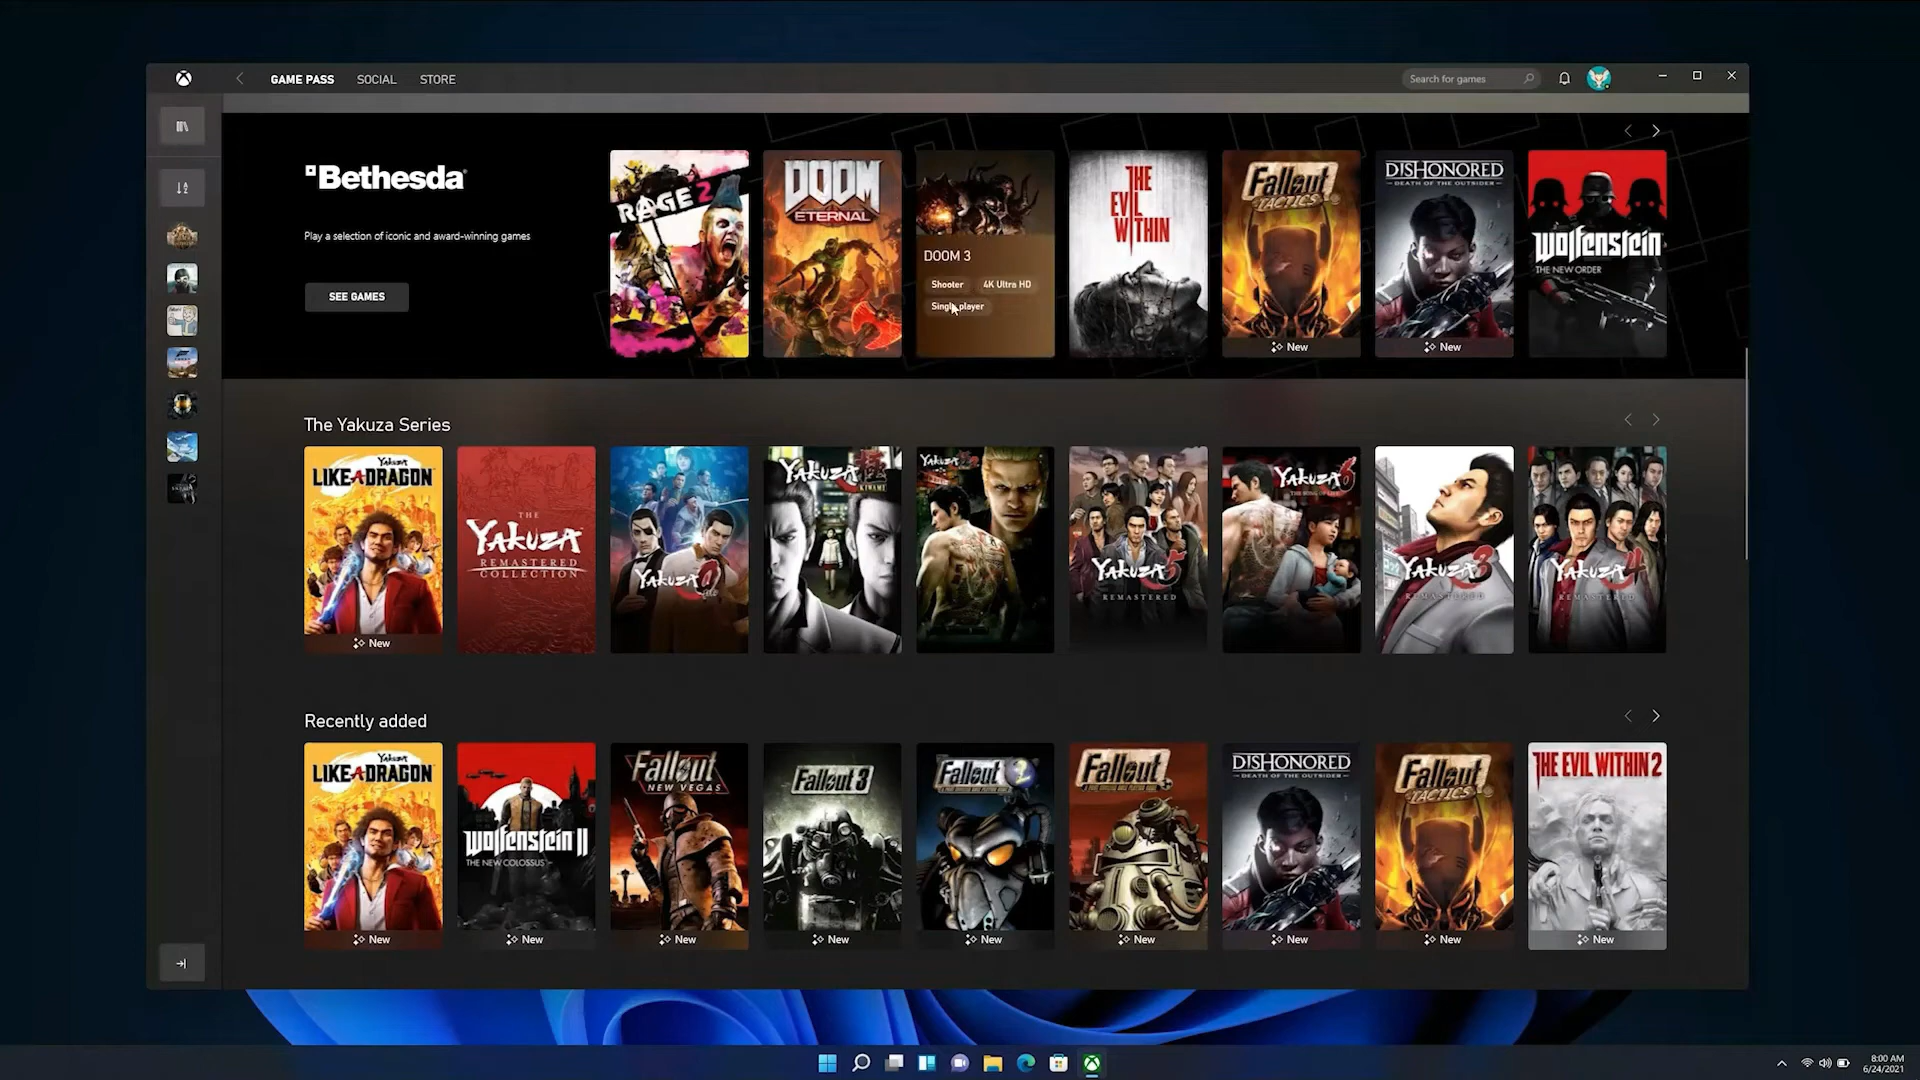 GAME PASS
SOCIAL
STORE
Search for games
Bethesda
Play a selection of iconic and award-winning games
SEE GAMES
RAGE 2
DOOM
ETERNAL
DOOM 3
Shooter
4K Ultra HD
Single player
THE
EVIL
WITHIN
Fallout
TACTICS
New
DISHONORED
DEATH OF THE OUTSIDER
New
Wolfenstein
THE NEW ORDER
The Yakuza Series
Yakuza
LIKE A DRAGON
New
THE
YAKUZA
REMASTERED
COLLECTION
YAKUZA 0
YAKUZA 極
KIWAMI
YAKUZA
YAKUZA 5
REMASTERED
YAKUZA 6
THE SONG OF LIFE
YAKUZA 3
REMASTERED
YAKUZA 4
REMASTERED
Recently added
Yakuza
LIKE A DRAGON
New
Wolfenstein II
THE NEW COLOSSUS
New
Fallout
NEW VEGAS
New
Fallout 3
New
Fallout 2
New
Fallout
New
DISHONORED
DEATH OF THE OUTSIDER
New
Fallout
TACTICS
New
THE EVIL WITHIN 2
New
8:00 AM
6/24/2021